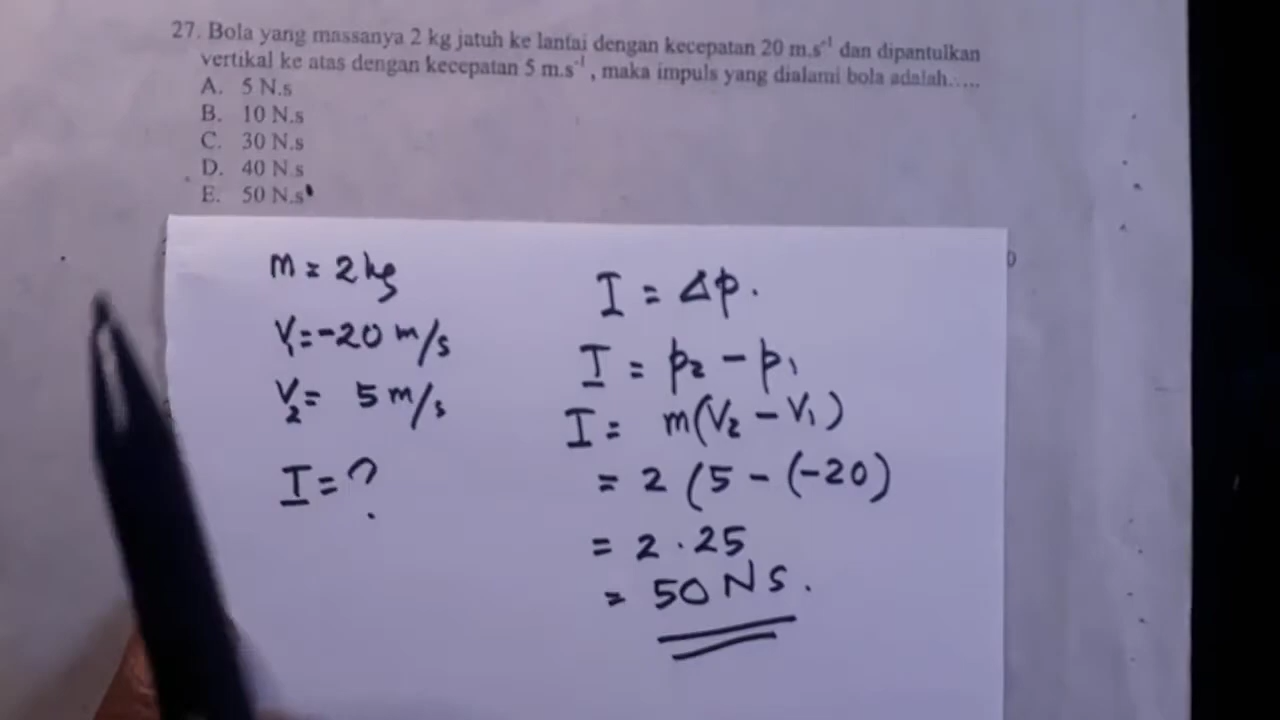 27. Bola yang massanya 2 kg jatuh ke lantai dengan kecepatan 20 m.s⁻¹ dan dipantulkan
vertikal ke atas dengan kecepatan 5 m.s⁻¹, maka impuls yang dialami bola adalah.....
A. 5 N.s
B. 10 N.s
C. 30 N.s
D. 40 N.s
E. 50 N.s
m = 2 kg
V₁ = -20 m/s
V₂ = 5 m/s
I = ?
I = Δp.
I = p₂ - p₁
I = m(V₂ - V₁)
= 2 (5 - (-20)
= 2 . 25
= 50 N s.